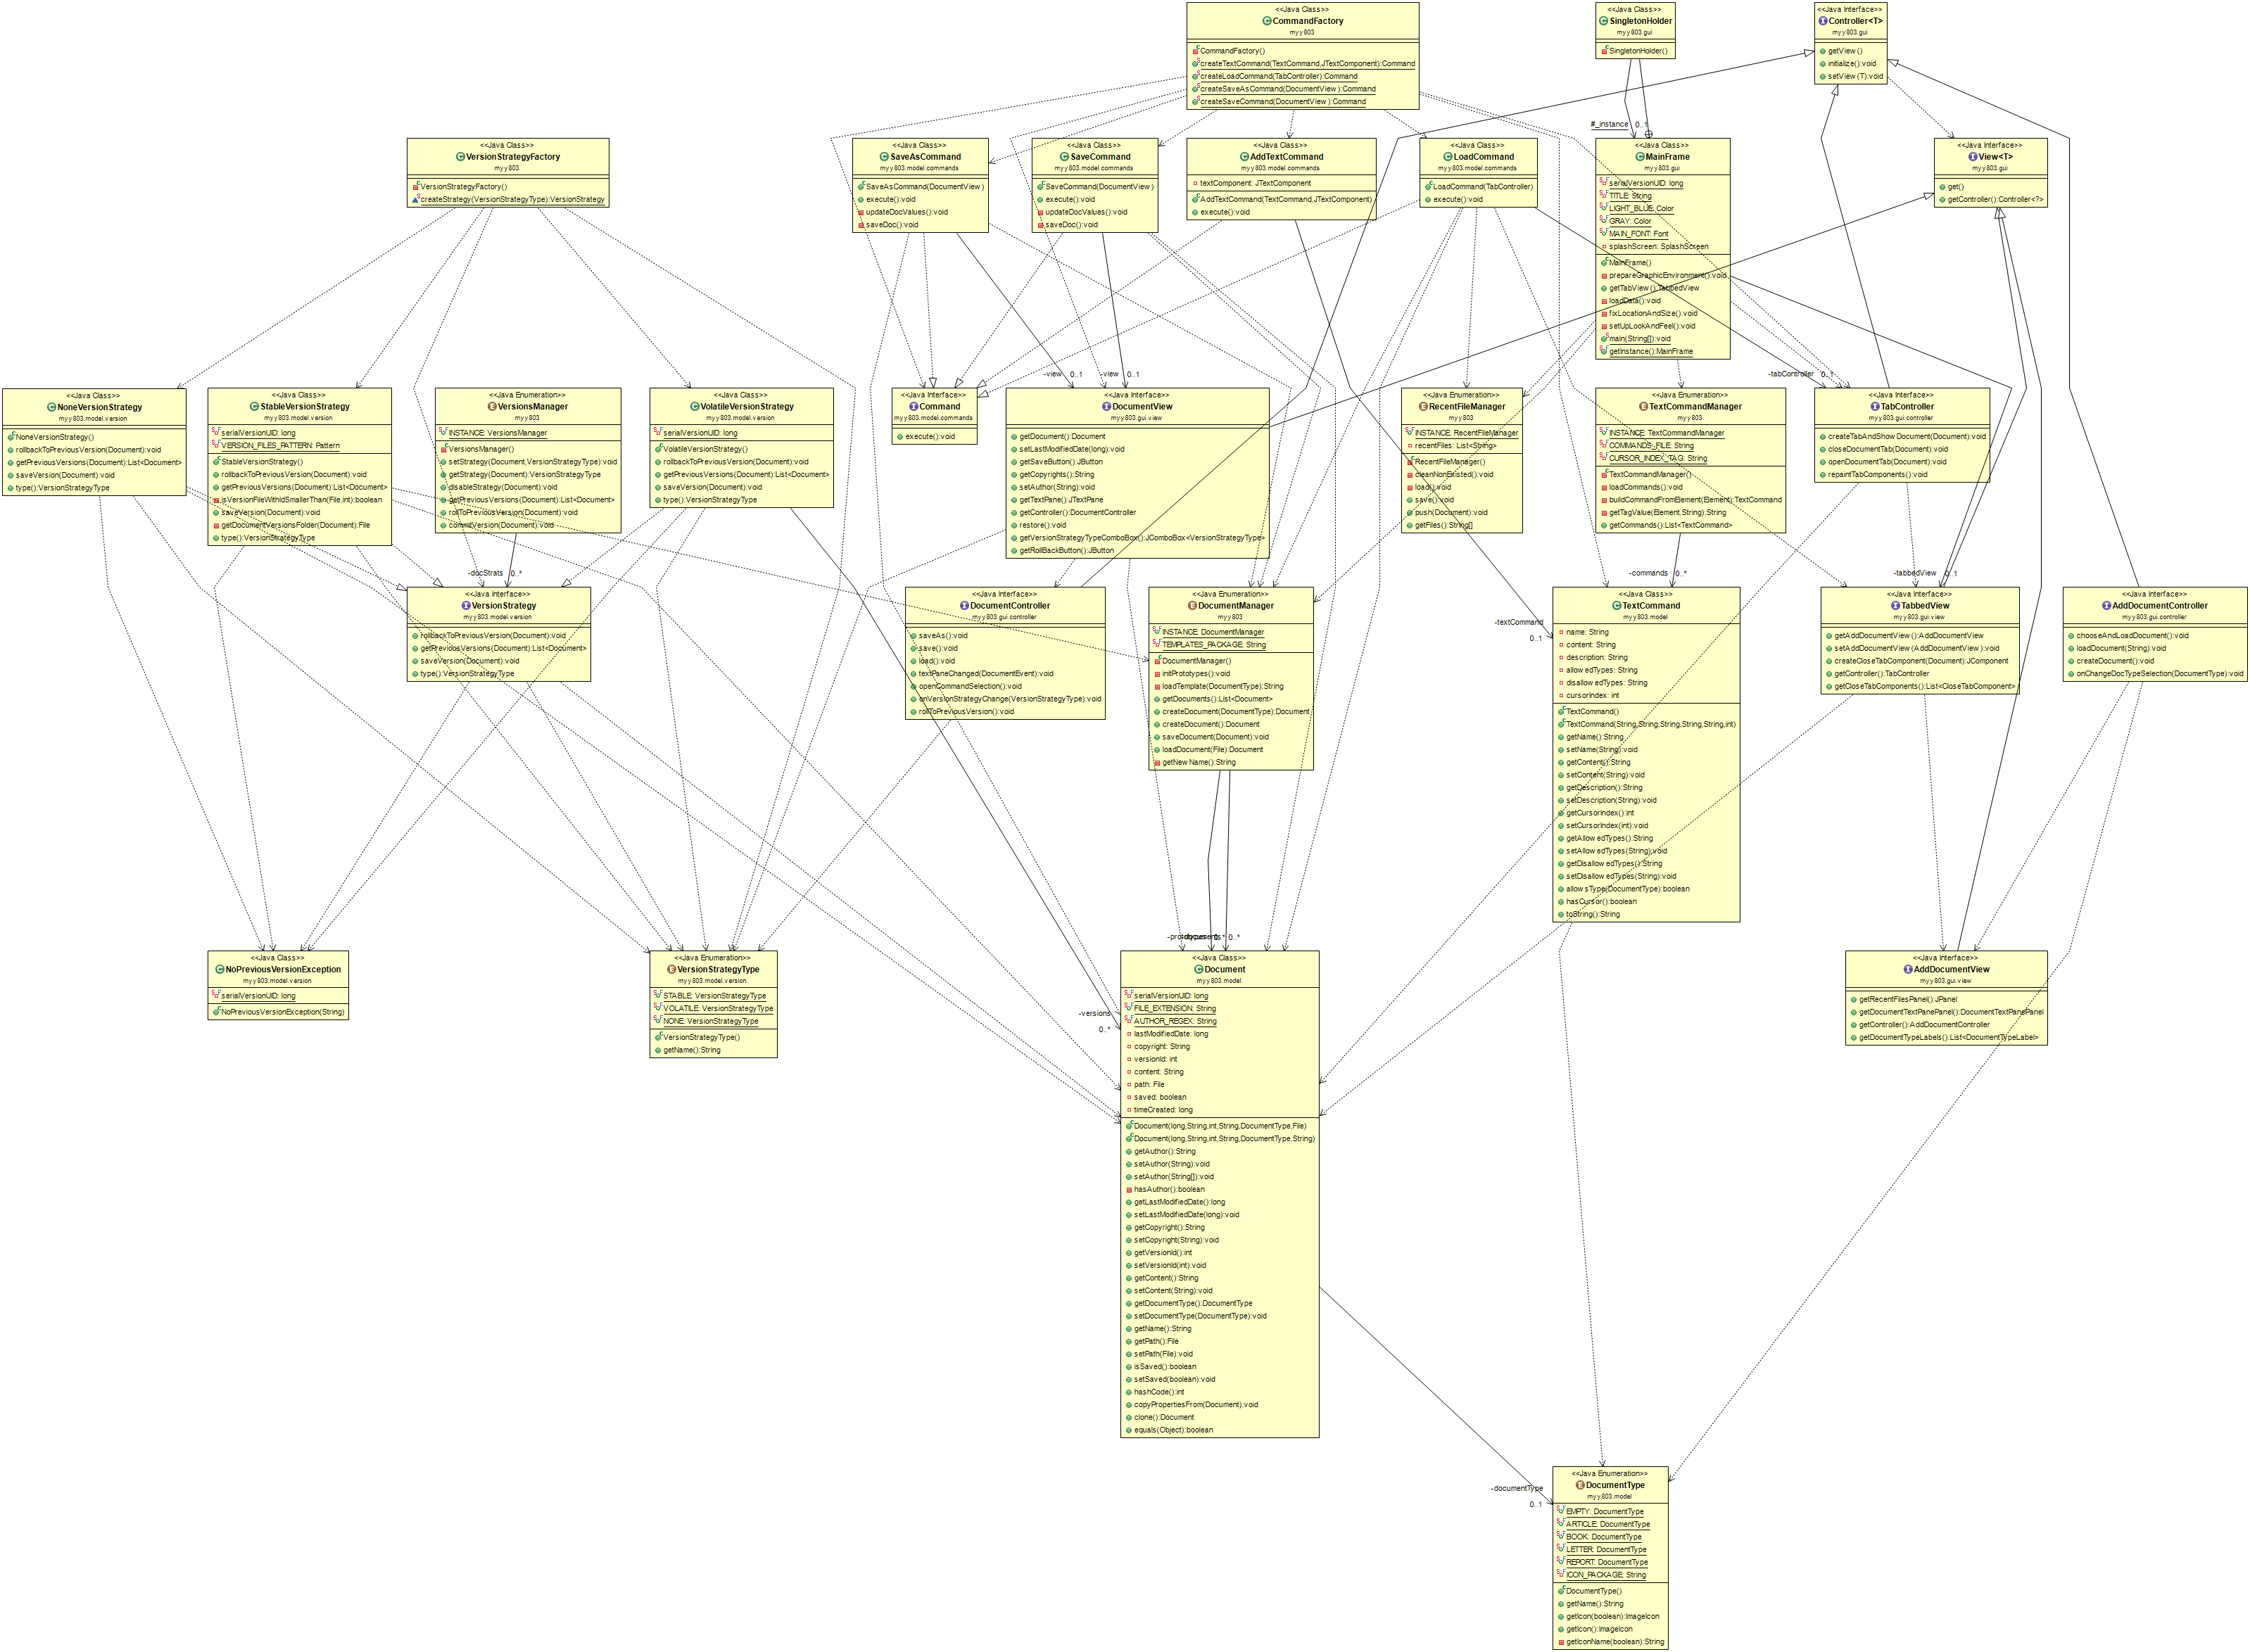 <<Java Class>>
CommandFactory
myy803
CommandFactory()
createTextCommand(TextCommand,JTextComponent):Command
createLoadCommand(TabController):Command
createSaveAsCommand(DocumentView):Command
createSaveCommand(DocumentView):Command
<<Java Class>>
SingletonHolder
myy803.gui
SingletonHolder()
<<Java Interface>>
Controller<T>
myy803.gui
getView()
initialize():void
setView(T):void
#_instance
0..1
<<Java Class>>
VersionStrategyFactory
myy803
VersionStrategyFactory()
createStrategy(VersionStrategyType):VersionStrategy
<<Java Class>>
SaveAsCommand
myy803.model.commands
SaveAsCommand(DocumentView)
execute():void
updateDocValues():void
saveDoc():void
<<Java Class>>
SaveCommand
myy803.model.commands
SaveCommand(DocumentView)
execute():void
updateDocValues():void
saveDoc():void
<<Java Class>>
AddTextCommand
myy803.model.commands
textComponent: JTextComponent
AddTextCommand(TextCommand,JTextComponent)
execute():void
<<Java Class>>
LoadCommand
myy803.model.commands
LoadCommand(TabController)
execute():void
<<Java Class>>
MainFrame
myy803.gui
serialVersionUID: long
TITLE: String
LIGHT_BLUE: Color
GRAY: Color
MAIN_FONT: Font
splashScreen: SplashScreen
MainFrame()
prepareGraphicEnvironment():void
getTabView():TabbedView
loadData():void
fixLocationAndSize():void
setUpLookAndFeel():void
main(String[]):void
getInstance():MainFrame
<<Java Interface>>
View<T>
myy803.gui
get()
getController():Controller<?>
-view 0..1
-view 0..1
-tabController 0..1
<<Java Class>>
NoneVersionStrategy
myy803.model.version
NoneVersionStrategy()
rollbackToPreviousVersion(Document):void
getPreviousVersions(Document):List<Document>
saveVersion(Document):void
type():VersionStrategyType
<<Java Class>>
StableVersionStrategy
myy803.model.version
serialVersionUID: long
VERSION_FILES_PATTERN: Pattern
StableVersionStrategy()
rollbackToPreviousVersion(Document):void
getPreviousVersions(Document):List<Document>
isVersionFileWithIdSmallerThan(File,int):boolean
saveVersion(Document):void
getDocumentVersionsFolder(Document):File
type():VersionStrategyType
<<Java Enumeration>>
VersionsManager
myy803
INSTANCE: VersionsManager
VersionsManager()
setStrategy(Document,VersionStrategyType):void
getStrategy(Document):VersionStrategyType
disableStrategy(Document):void
getPreviousVersions(Document):List<Document>
rollToPreviousVersion(Document):void
commitVersion(Document):void
<<Java Class>>
VolatileVersionStrategy
myy803.model.version
serialVersionUID: long
VolatileVersionStrategy()
rollbackToPreviousVersion(Document):void
getPreviousVersions(Document):List<Document>
saveVersion(Document):void
type():VersionStrategyType
<<Java Interface>>
Command
myy803.model.commands
execute():void
<<Java Interface>>
DocumentView
myy803.gui.view
getDocument():Document
setLastModifiedDate(long):void
getSaveButton():JButton
getCopyrights():String
setAuthor(String):void
getTextPane():JTextPane
getController():DocumentController
restore():void
getVersionStrategyTypeComboBox():JComboBox<VersionStrategyType>
getRollBackButton():JButton
<<Java Enumeration>>
RecentFileManager
myy803
INSTANCE: RecentFileManager
recentFiles: List<String>
RecentFileManager()
cleanNonExisted():void
load():void
save():void
push(Document):void
getFiles():String[]
<<Java Enumeration>>
TextCommandManager
myy803
INSTANCE: TextCommandManager
COMMANDS_FILE: String
CURSOR_INDEX_TAG: String
TextCommandManager()
loadCommands():void
buildCommandFromElement(Element):TextCommand
getTagValue(Element,String):String
getCommands():List<TextCommand>
<<Java Interface>>
TabController
myy803.gui.controller
createTabAndShowDocument(Document):void
closeDocumentTab(Document):void
openDocumentTab(Document):void
repaintTabComponents():void
-docStrats 0..*
-textCommand
0..1
-commands 0..*
-tabbedView 0..1
<<Java Interface>>
VersionStrategy
myy803.model.version
rollbackToPreviousVersion(Document):void
getPreviousVersions(Document):List<Document>
saveVersion(Document):void
type():VersionStrategyType
<<Java Interface>>
DocumentController
myy803.gui.controller
saveAs():void
save():void
load():void
textPaneChanged(DocumentEvent):void
openCommandSelection():void
onVersionStrategyChange(VersionStrategyType):void
rollToPreviousVersion():void
<<Java Enumeration>>
DocumentManager
myy803
INSTANCE: DocumentManager
TEMPLATES_PACKAGE: String
DocumentManager()
initPrototypes():void
loadTemplate(DocumentType):String
getDocuments():List<Document>
createDocument(DocumentType):Document
createDocument():Document
saveDocument(Document):void
loadDocument(File):Document
getNewName():String
<<Java Class>>
TextCommand
myy803.model
name: String
content: String
description: String
allowedTypes: String
disallowedTypes: String
cursorIndex: int
TextCommand()
TextCommand(String,String,String,String,String,int)
getName():String
setName(String):void
getContent():String
setContent(String):void
getDescription():String
setDescription(String):void
getCursorIndex():int
setCursorIndex(int):void
getAllowedTypes():String
setAllowedTypes(String):void
getDisallowedTypes():String
setDisallowedTypes(String):void
allowsType(DocumentType):boolean
hasCursor():boolean
toString():String
<<Java Interface>>
TabbedView
myy803.gui.view
getAddDocumentView():AddDocumentView
setAddDocumentView(AddDocumentView):void
createCloseTabComponent(Document):JComponent
getController():TabController
getCloseTabComponents():List<CloseTabComponent>
<<Java Interface>>
AddDocumentController
myy803.gui.controller
chooseAndLoadDocument():void
loadDocument(String):void
createDocument():void
onChangeDocTypeSelection(DocumentType):void
0..*
0..*
<<Java Class>>
NoPreviousVersionException
myy803.model.version
serialVersionUID: long
NoPreviousVersionException(String)
<<Java Enumeration>>
VersionStrategyType
myy803.model.version
STABLE: VersionStrategyType
VOLATILE: VersionStrategyType
NONE: VersionStrategyType
VersionStrategyType()
getName():String
-versions
0..*
<<Java Class>>
Document
myy803.model
serialVersionUID: long
FILE_EXTENSION: String
AUTHOR_REGEX: String
lastModifiedDate: long
copyright: String
versionId: int
content: String
path: File
saved: boolean
timeCreated: long
Document(long,String,int,String,DocumentType,File)
Document(long,String,int,String,DocumentType,String)
getAuthor():String
setAuthor(String):void
setAuthor(String[]):void
hasAuthor():boolean
getLastModifiedDate():long
setLastModifiedDate(long):void
getCopyright():String
setCopyright(String):void
getVersionId():int
setVersionId(int):void
getContent():String
setContent(String):void
getDocumentType():DocumentType
setDocumentType(DocumentType):void
getName():String
getPath():File
setPath(File):void
isSaved():boolean
setSaved(boolean):void
hashCode():int
copyPropertiesFrom(Document):void
clone():Document
equals(Object):boolean
<<Java Interface>>
AddDocumentView
myy803.gui.view
getRecentFilesPanel():JPanel
getDocumentTextPanePanel():DocumentTextPanePanel
getController():AddDocumentController
getDocumentTypeLabels():List<DocumentTypeLabel>
-documentType
0..1
<<Java Enumeration>>
DocumentType
myy803.model
EMPTY: DocumentType
ARTICLE: DocumentType
BOOK: DocumentType
LETTER: DocumentType
REPORT: DocumentType
ICON_PACKAGE: String
DocumentType()
getName():String
getIcon(boolean):ImageIcon
getIcon():ImageIcon
getIconName(boolean):String